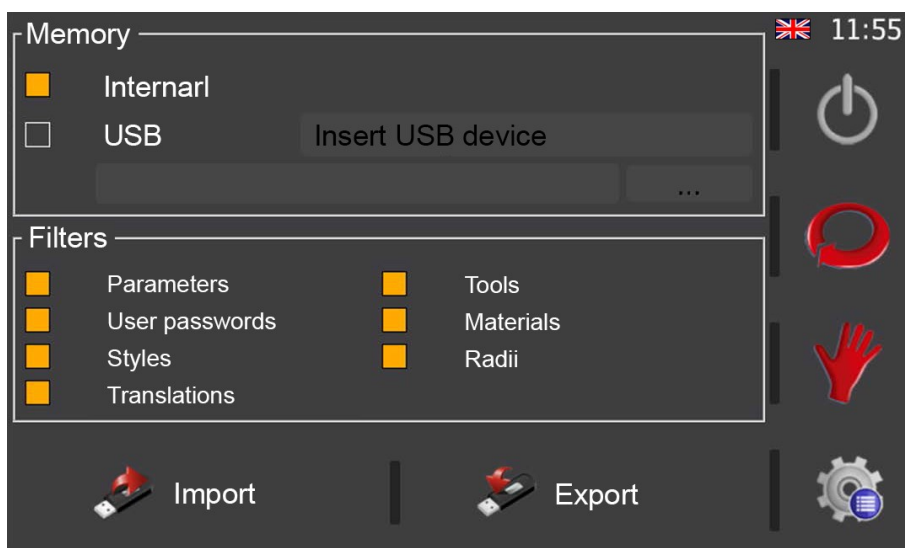 Memory
11:55
Internarl
USB
Insert USB device
...
Filters
Parameters
Tools
User passwords
Materials
Styles
Radii
Translations
Import
Export